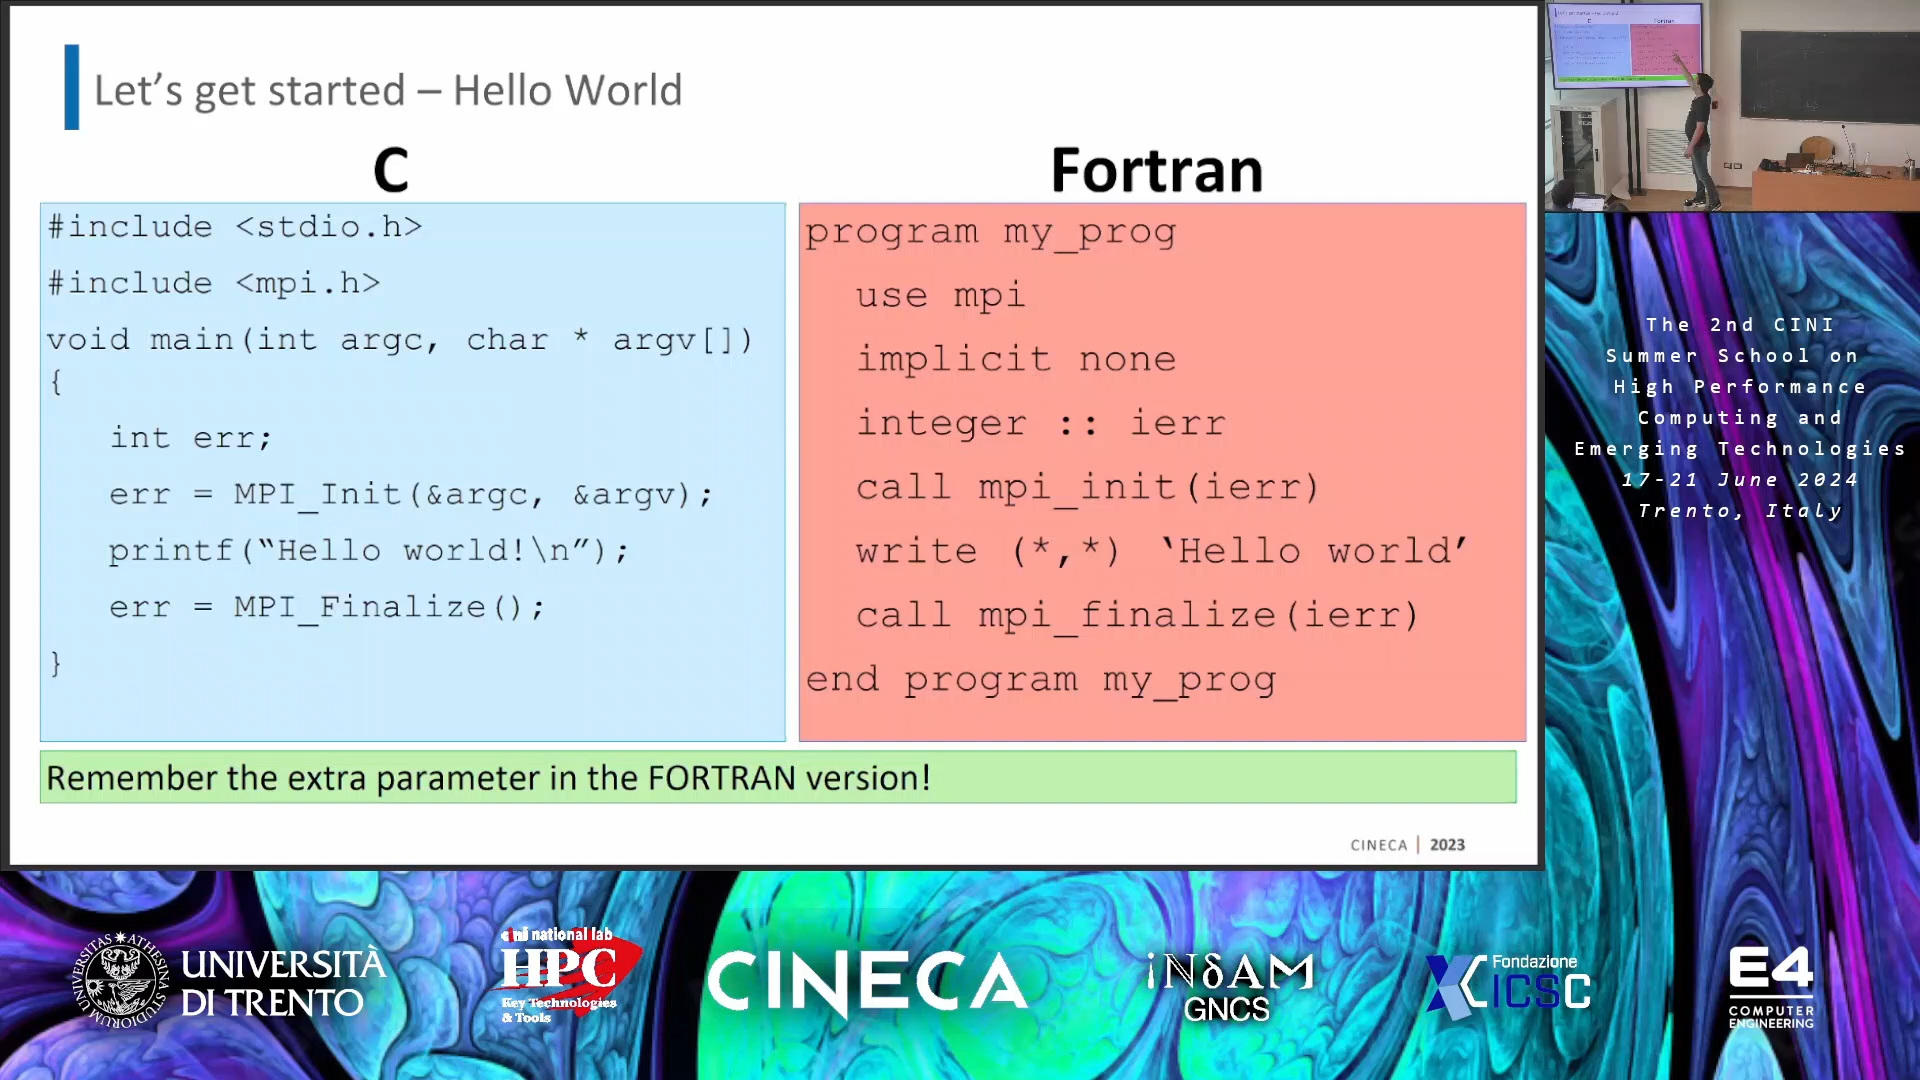 Let's get started – Hello World
C
#include <stdio.h>
#include <mpi.h>
void main(int argc, char * argv[])
{
int err;
err = MPI_Init(&argc, &argv);
printf(“Hello world!\n”);
err = MPI_Finalize();
}
Fortran
program my_prog
use mpi
implicit none
integer :: ierr
call mpi_init(ierr)
write (*,*) ‘Hello world’
call mpi_finalize(ierr)
end program my_prog
Remember the extra parameter in the FORTRAN version!
CINECA | 2023
The 2nd CINI
Summer School on
High Performance
Computing and
Emerging Technologies
17-21 June 2024
Trento, Italy
UNIVERSITÀ
DI TRENTO
cini national lab
HPC
Key Technologies
& Tools
CINECA
iNδAM
GNCS
Fondazione
ICSC
E4
COMPUTER
ENGINEERING